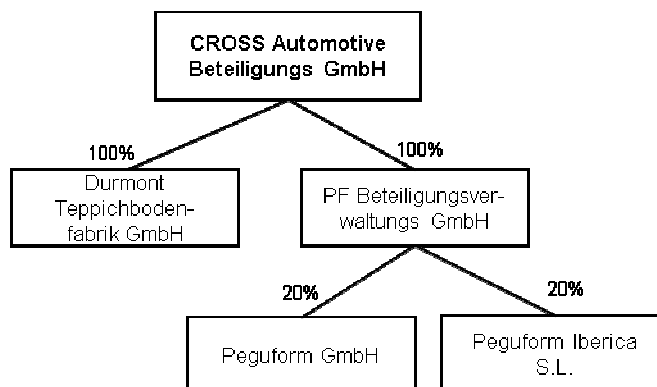 CROSS Automotive
Beteiligungs GmbH
100%
100%
Durmont
Teppichboden-
fabrik GmbH
PF Beteiligungsver-
waltungs GmbH
20%
20%
Peguform GmbH
Peguform Iberica
S.L.